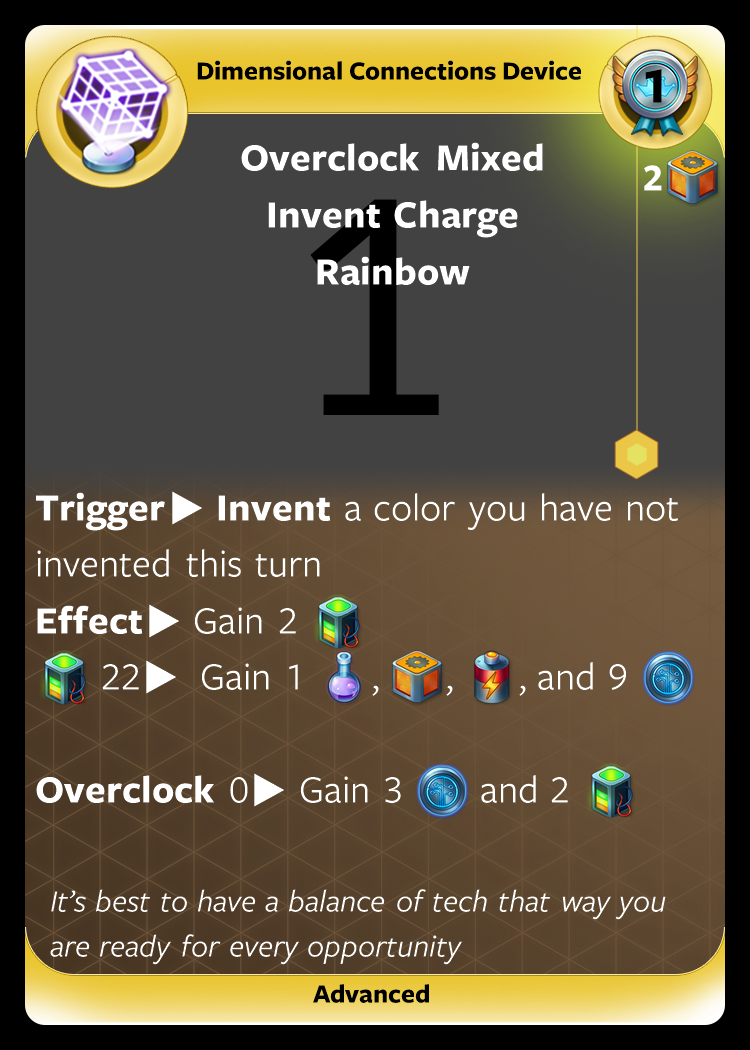 Dimensional Connections Device
1
Overclock Mixed
2
Invent Charge
Rainbow
1
Trigger▶ Invent a color you have not
invented this turn
Effect▶ Gain 2
22▶ Gain 1 , , , and 9
Overclock 0▶ Gain 3 and 2
It's best to have a balance of tech that way you
are ready for every opportunity
Advanced